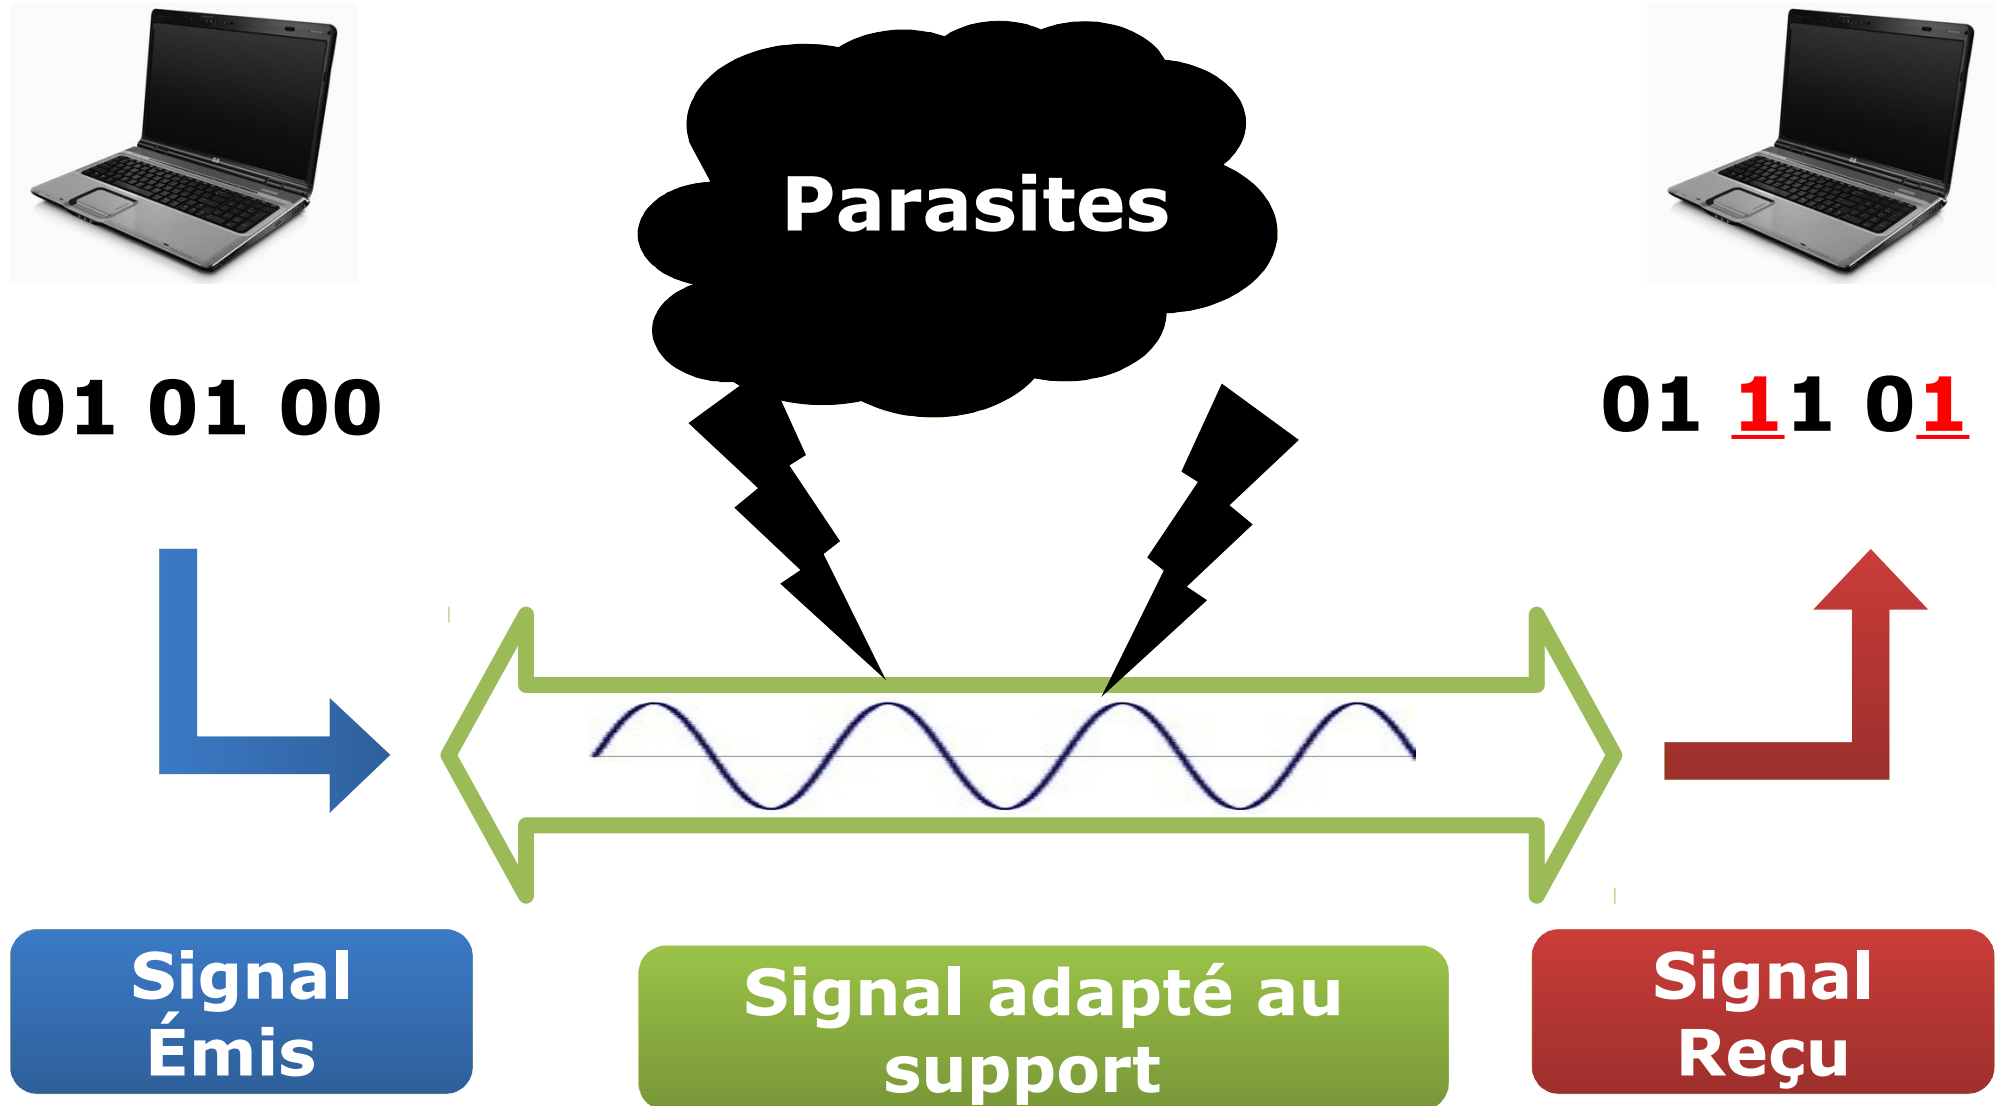 Parasites
01 01 00
01 11 01
Signal
Émis
Signal adapté au
support
Signal
Reçu